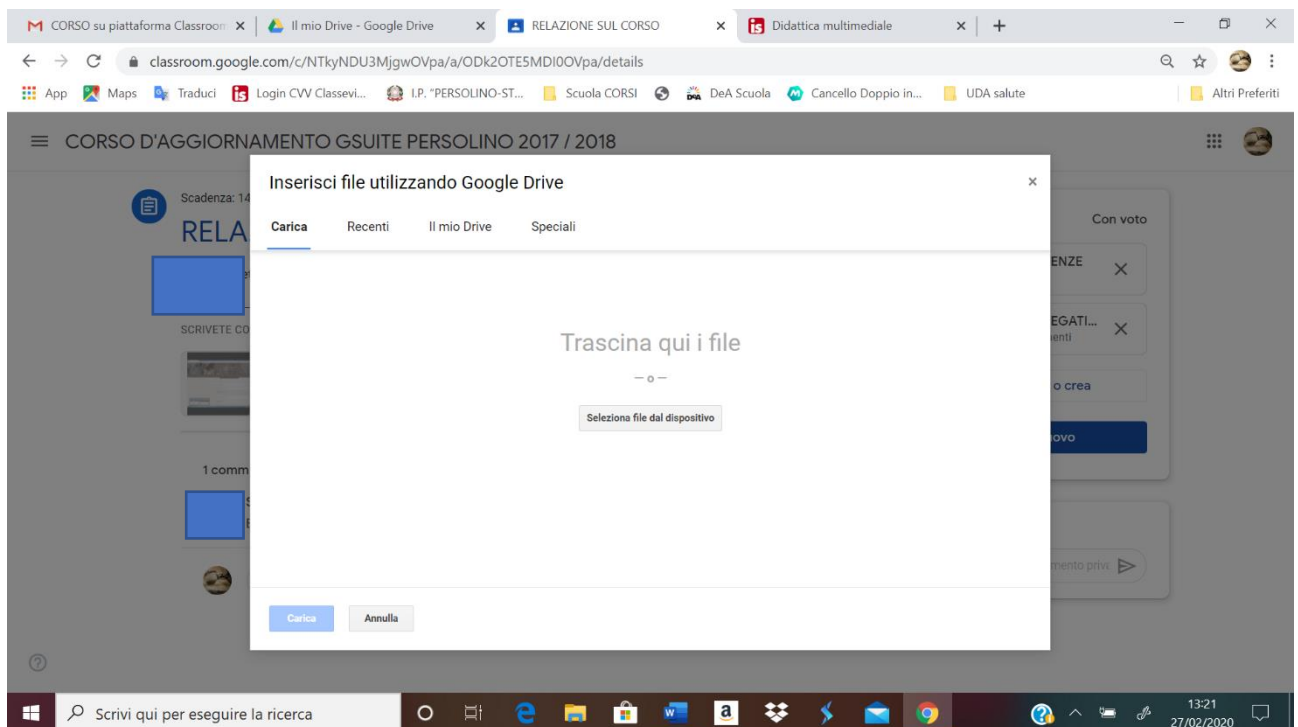 CORSO su piattaforma Classroon
Il mio Drive - Google Drive
RELAZIONE SUL CORSO
Didattica multimediale
classroom.google.com/c/NTkyNDU3MjgwOVpa/a/ODk2OTE5MDI0OVpa/details
App Maps Traduci Login CVV Classevi... I.P. "PERSOLINO-ST... Scuola CORSI DeA Scuola Cancello Doppio in... UDA salute Altri Preferiti
CORSO D'AGGIORNAMENTO GSUITE PERSOLINO 2017 / 2018
Inserisci file utilizzando Google Drive
Scadenza: 14
RELA
Carica Recenti Il mio Drive Speciali
Con voto
ENZE
SCRIVETE CO
EGATI...
enti
Trascina qui i file
— o —
o crea
Seleziona file dal dispositivo
ovo
1 comm
mento priva
Carica Annulla
Scrivi qui per eseguire la ricerca
13:21
27/02/2020